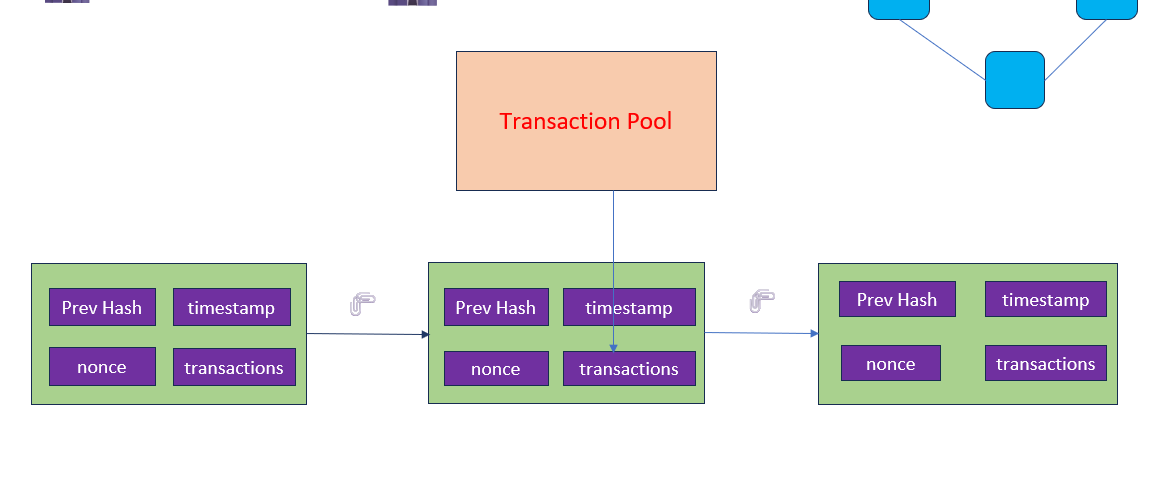 Transaction Pool
Prev Hash
timestamp
nonce
transactions
Prev Hash
timestamp
nonce
transactions
Prev Hash
timestamp
nonce
transactions